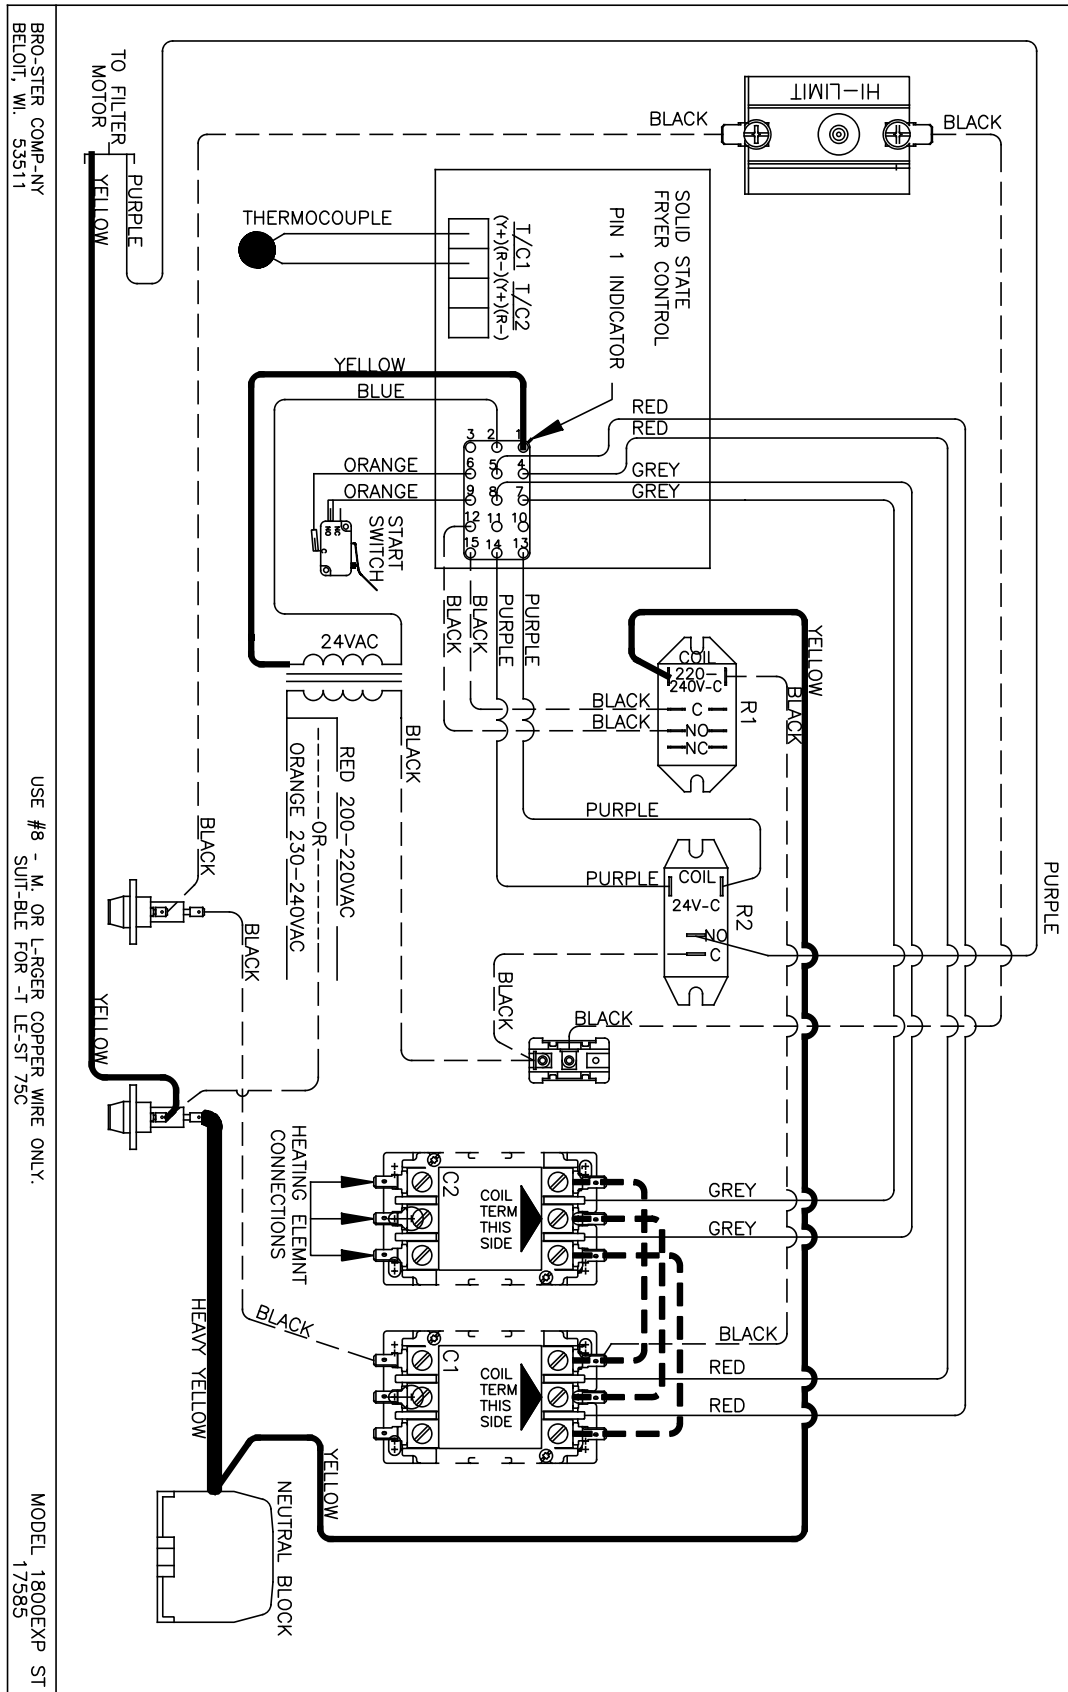 BRO-STER COMP-NY
BELOIT, WI. 53511
USE #8 - M. OR L-RGER COPPER WIRE ONLY.
SUIT-BLE FOR -T LE-ST 75C
MODEL 1800EXP ST
17585
TO FILTER
MOTOR
PURPLE
YELLOW
HI-LIMIT
BLACK
BLACK
SOLID STATE
FRYER CONTROL
PIN 1 INDICATOR
THERMOCOUPLE
T/C1 T/C2
(Y+)(R-)(Y+)(R-)
YELLOW
BLUE
RED
RED
GREY
GREY
ORANGE
ORANGE
3 2 1
6 5 4
9 8 7
12 11 10
15 14 13
START
SWITCH
NO NC
C
BLACK
BLACK
PURPLE
PURPLE
24VAC
YELLOW
BLACK
COIL
220-
240V-C
C
NO
NC
R1
BLACK
BLACK
BLACK
RED 200-220VAC
OR
ORANGE 230-240VAC
PURPLE
PURPLE
COIL
24V-C
NO
C
R2
PURPLE
BLACK
BLACK
BLACK
BLACK
YELLOW
HEATING ELEMNT
CONNECTIONS
C2
COIL
TERM
THIS
SIDE
GREY
GREY
C1
COIL
TERM
THIS
SIDE
BLACK
RED
RED
BLACK
HEAVY YELLOW
YELLOW
NEUTRAL BLOCK